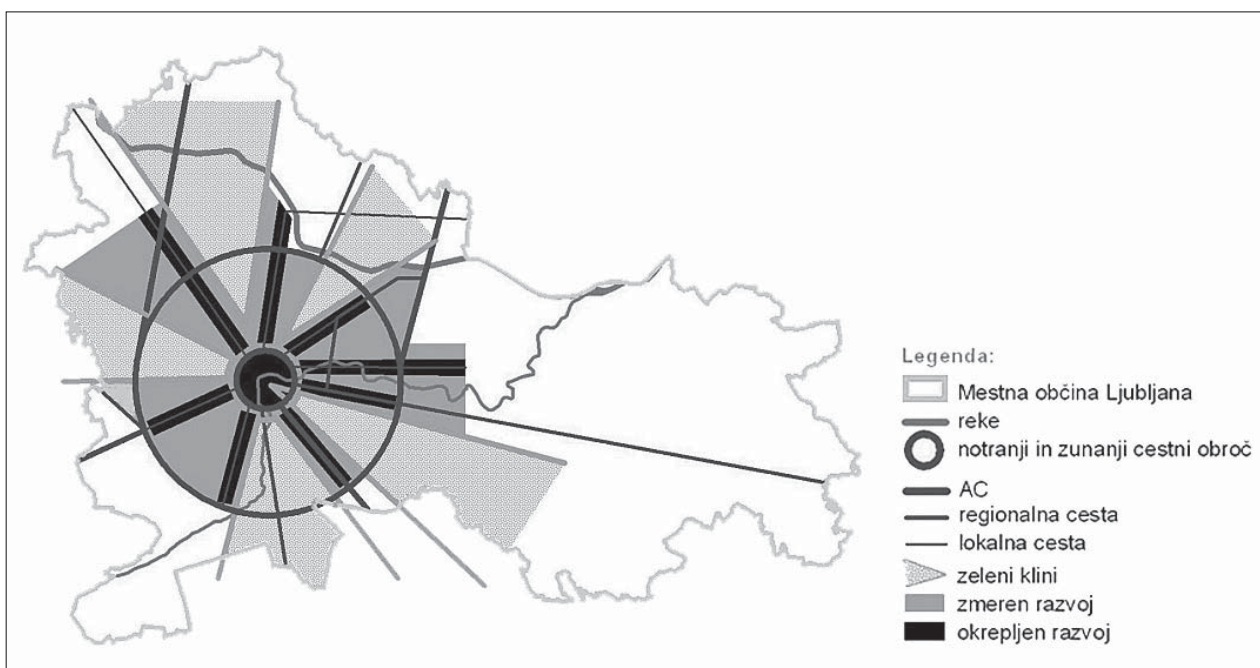 Legenda:
Mestna občina Ljubljana
reke
notranji in zunanji cestni obroč
AC
regionalna cesta
lokalna cesta
zeleni klini
zmeren razvoj
okrepljen razvoj